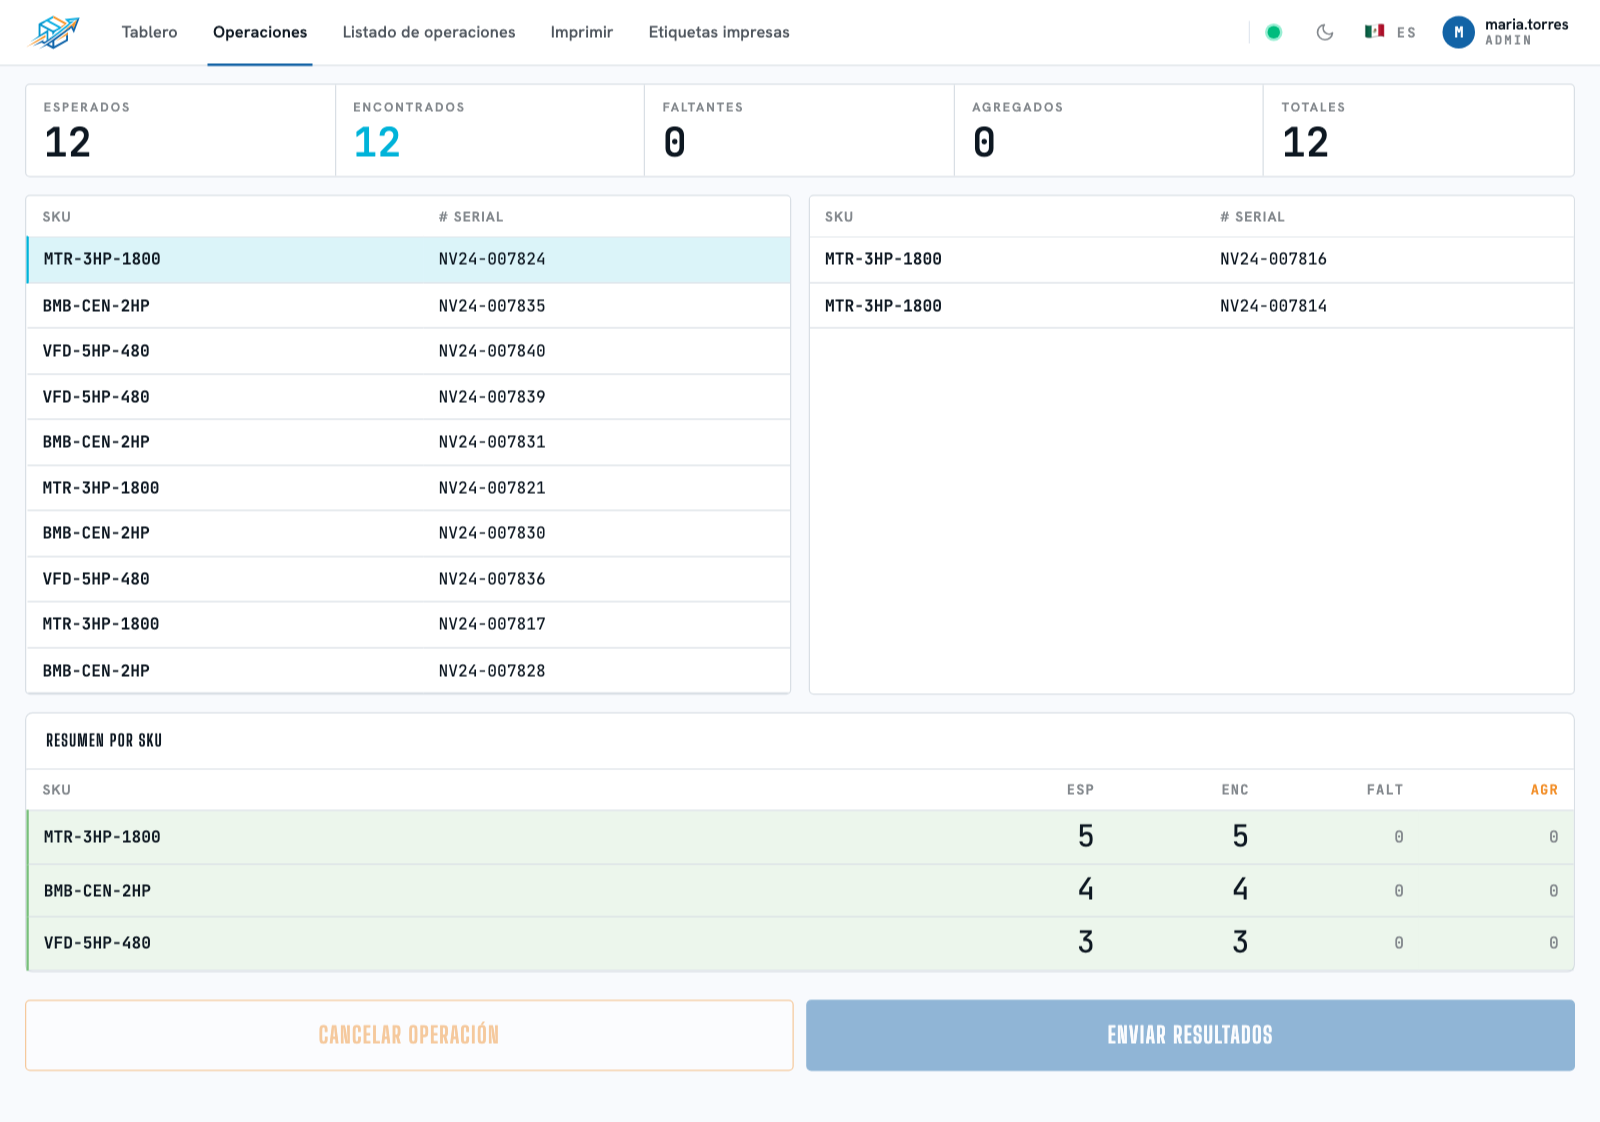 Tablero Operaciones Listado de operaciones Imprimir Etiquetas impresas ES M maria.torres
ADMIN
ESPERADOS ENCONTRADOS FALTANTES AGREGADOS TOTALES
12 12 0 0 12
SKU # SERIAL
MTR-3HP-1800 NV24-007824
BMB-CEN-2HP NV24-007835
VFD-5HP-480 NV24-007840
VFD-5HP-480 NV24-007839
BMB-CEN-2HP NV24-007831
MTR-3HP-1800 NV24-007821
BMB-CEN-2HP NV24-007830
VFD-5HP-480 NV24-007836
MTR-3HP-1800 NV24-007817
BMB-CEN-2HP NV24-007828
SKU # SERIAL
MTR-3HP-1800 NV24-007816
MTR-3HP-1800 NV24-007814
RESUMEN POR SKU
SKU ESP ENC FALT AGR
MTR-3HP-1800 5 5 0 0
BMB-CEN-2HP 4 4 0 0
VFD-5HP-480 3 3 0 0
CANCELAR OPERACIÓN ENVIAR RESULTADOS